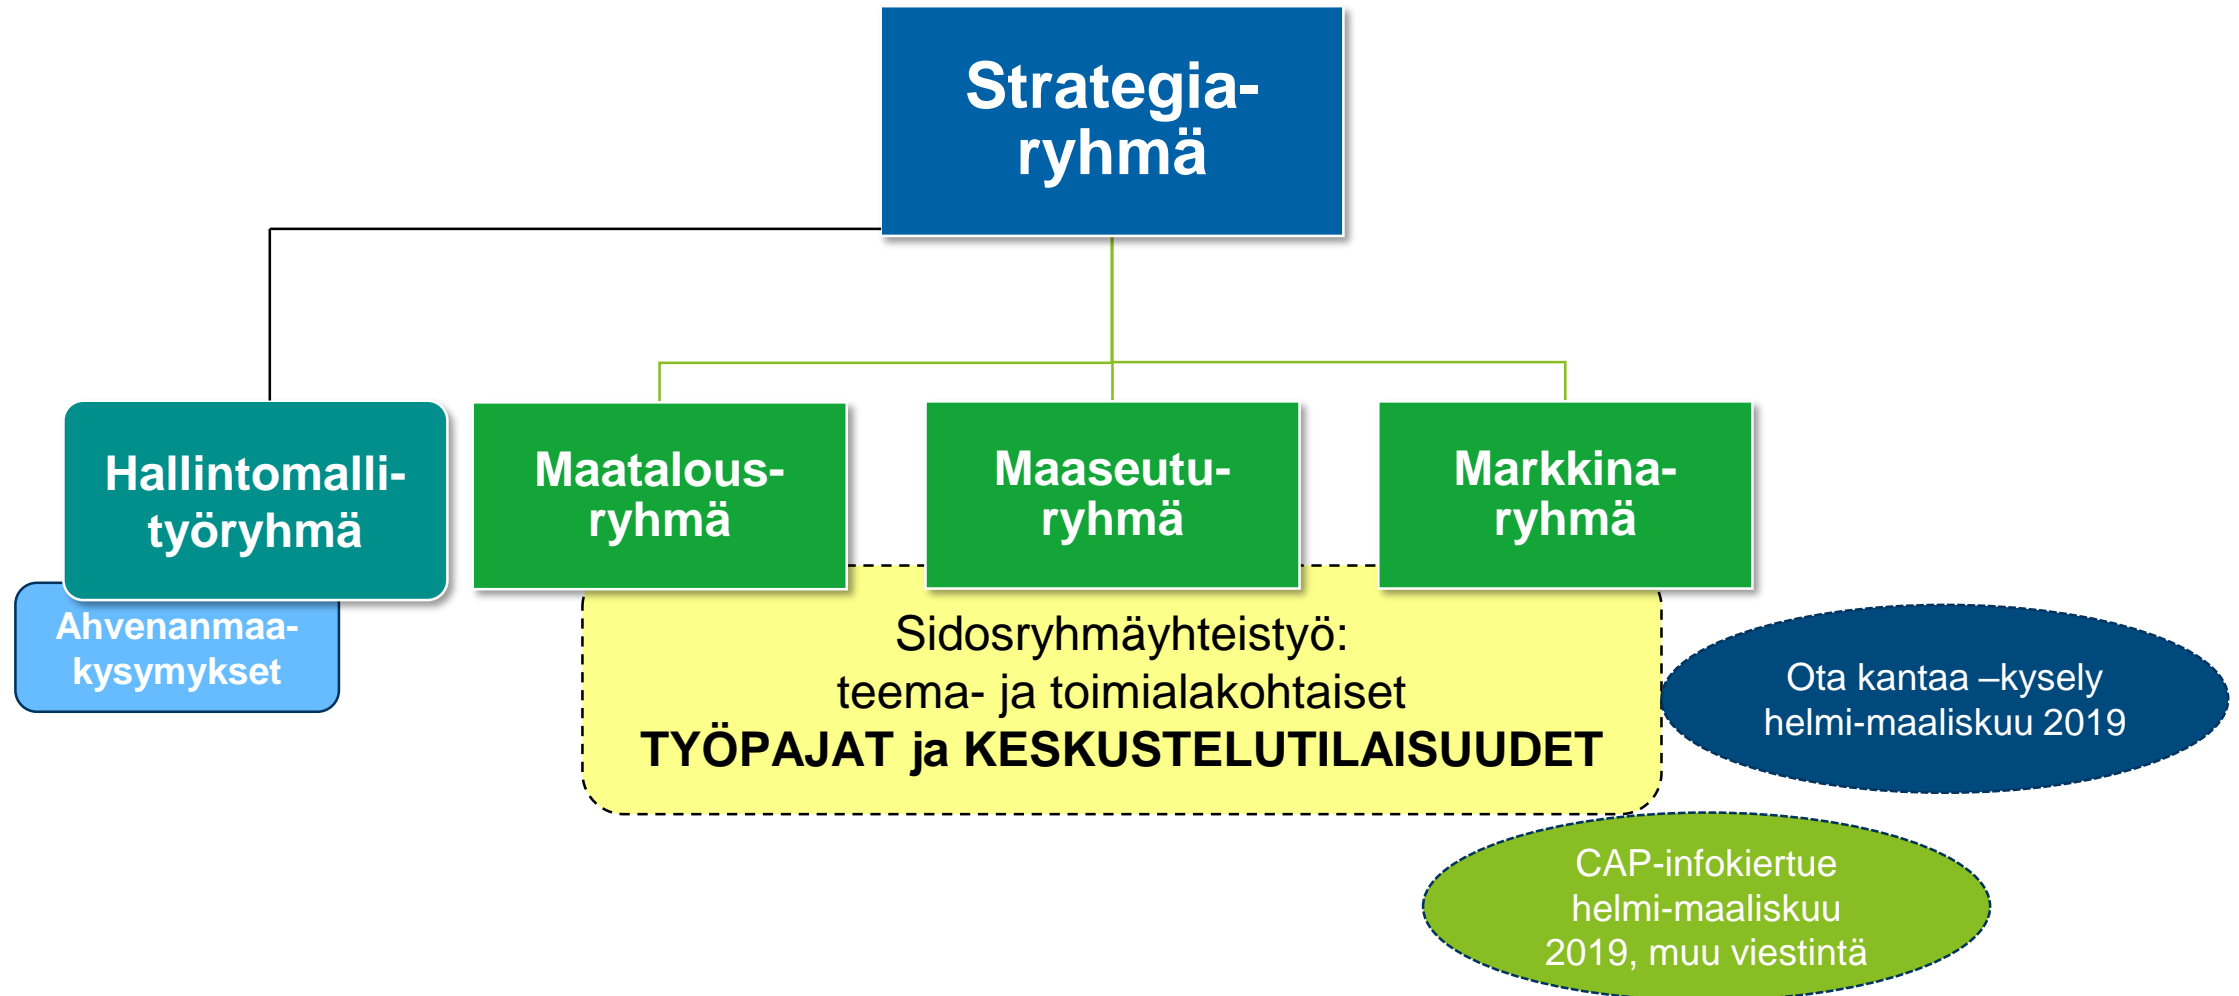 Strategia-
ryhmä
Hallintomalli-
työryhmä
Maatalous-
ryhmä
Maaseutu-
ryhmä
Markkina-
ryhmä
Ahvenanmaa-
kysymykset
Sidosryhmäyhteistyö:
teema- ja toimialakohtaiset
TYÖPAJAT ja KESKUSTELUTILAISUUDET
Ota kantaa –kysely
helmi-maaliskuu 2019
CAP-infokiertue
helmi-maaliskuu
2019, muu viestintä